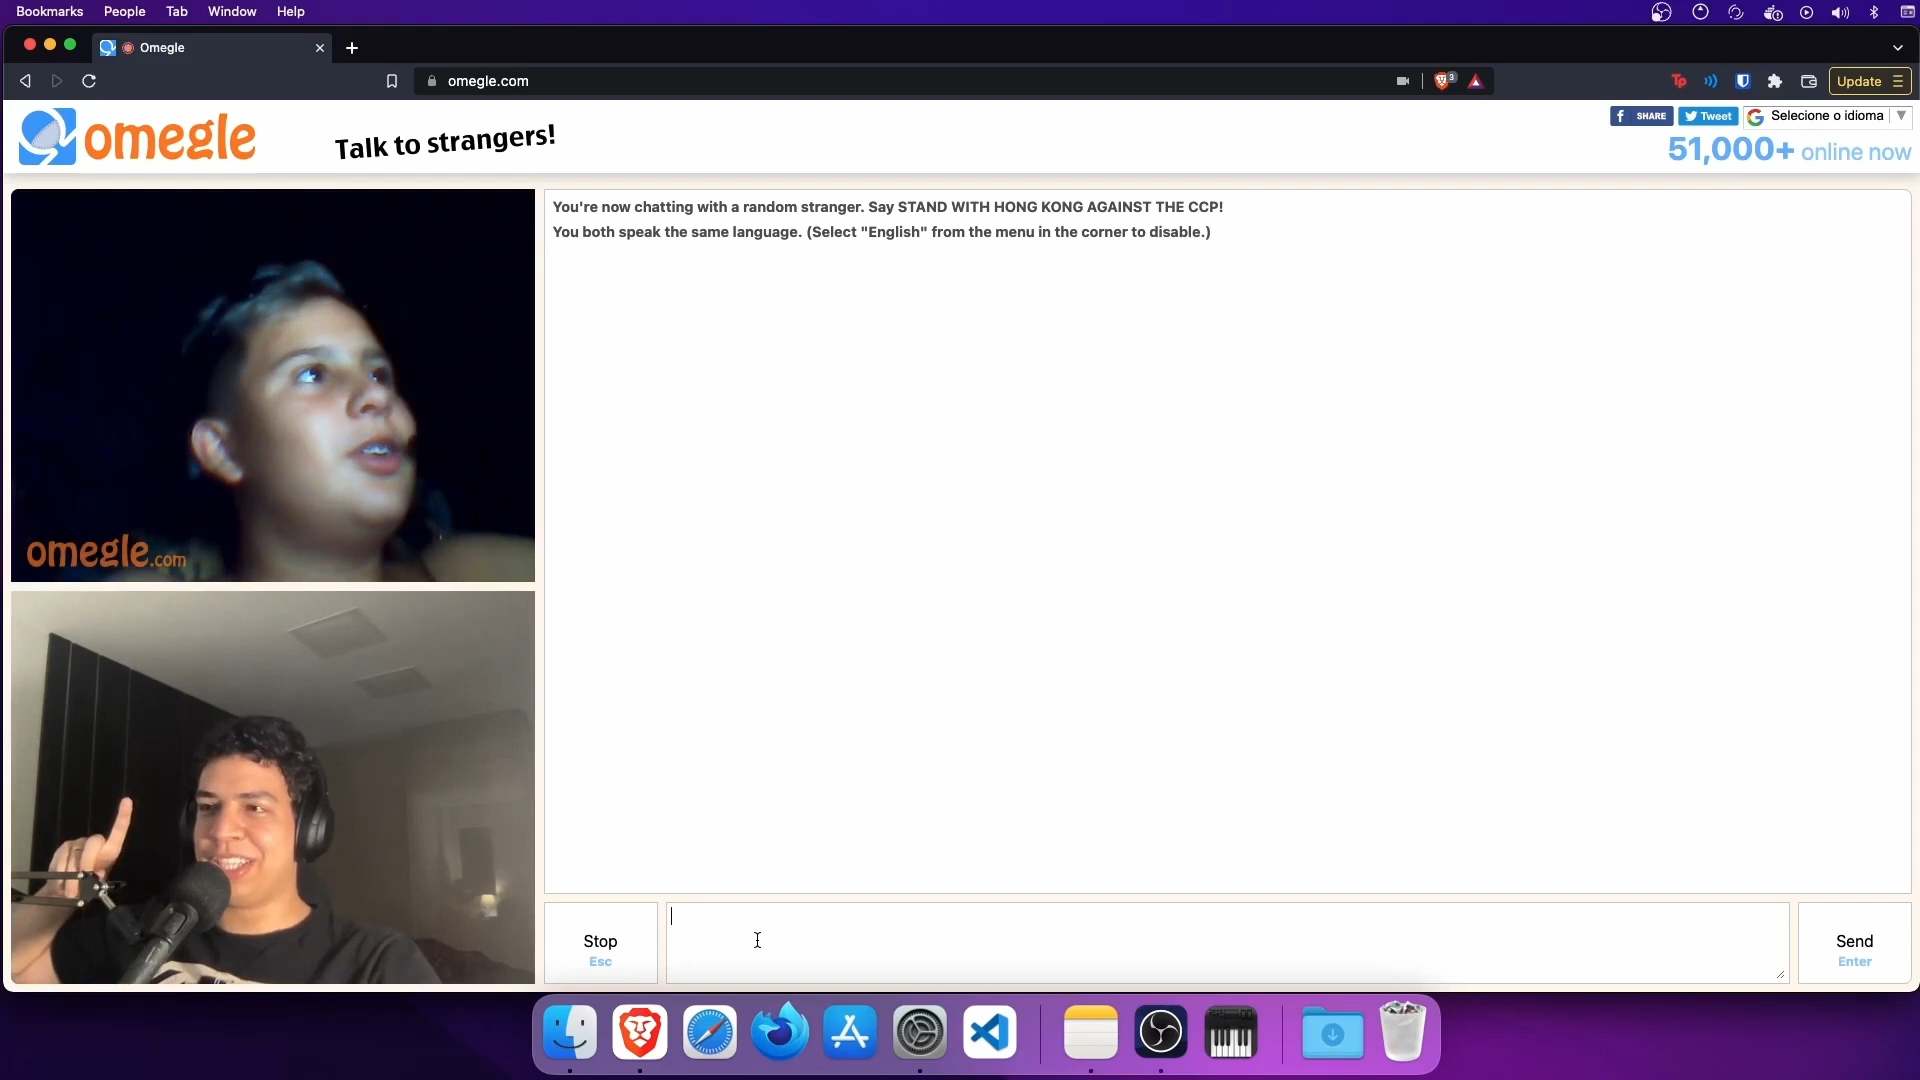 Bookmarks People Tab Window Help
Omegle
omegle.com
3
Update
omegle
Talk to strangers!
SHARE
Tweet
Selecione o idioma
51,000+ online now
You're now chatting with a random stranger. Say STAND WITH HONG KONG AGAINST THE CCP!
You both speak the same language. (Select "English" from the menu in the corner to disable.)
omegle.com
Stop
Esc
Send
Enter